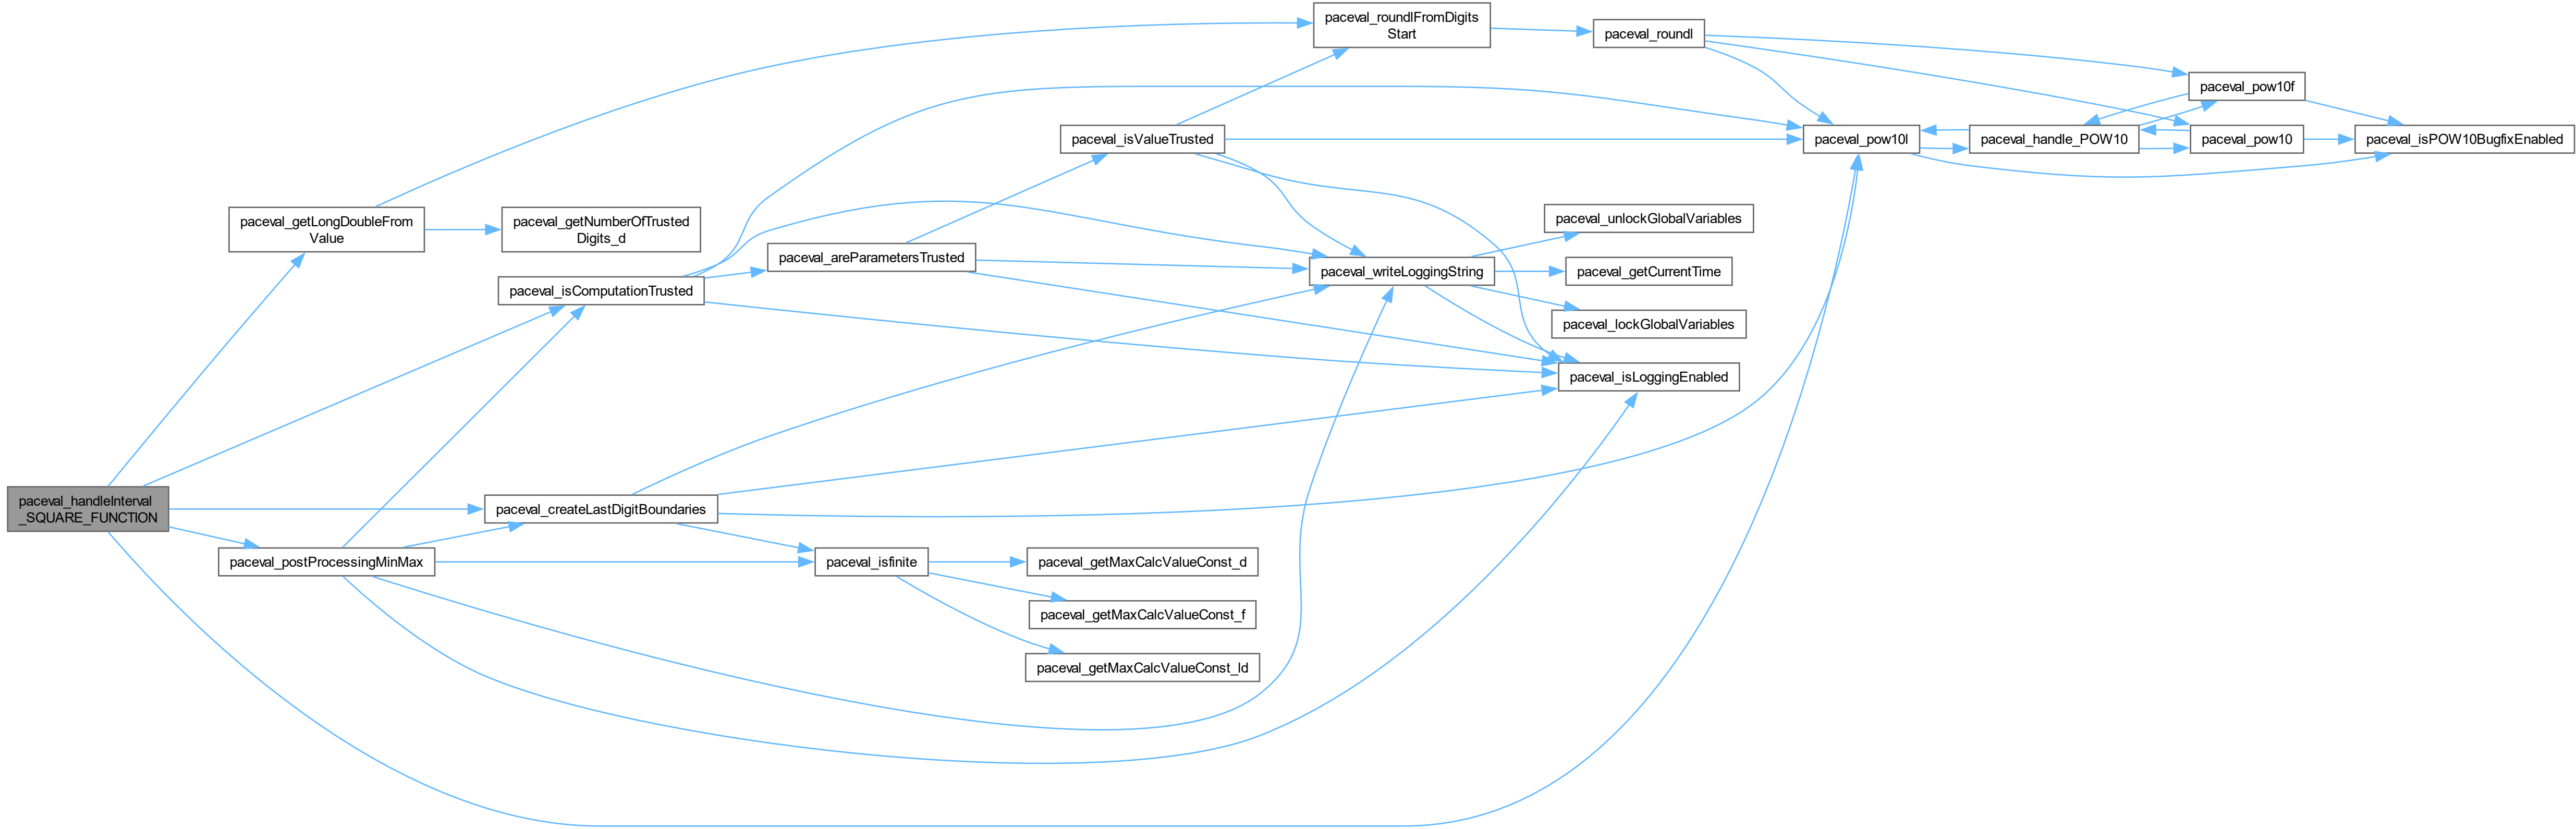 paceval_roundlFromDigits
Start
paceval_roundl
paceval_pow10f
paceval_isValueTrusted
paceval_pow10l
paceval_handle_POW10
paceval_pow10
paceval_isPOW10BugfixEnabled
paceval_getLongDoubleFrom
Value
paceval_getNumberOfTrusted
Digits_d
paceval_unlockGlobalVariables
paceval_areParametersTrusted
paceval_writeLoggingString
paceval_getCurrentTime
paceval_isComputationTrusted
paceval_lockGlobalVariables
paceval_isLoggingEnabled
paceval_handleInterval
_SQUARE_FUNCTION
paceval_createLastDigitBoundaries
paceval_postProcessingMinMax
paceval_isfinite
paceval_getMaxCalcValueConst_d
paceval_getMaxCalcValueConst_f
paceval_getMaxCalcValueConst_ld